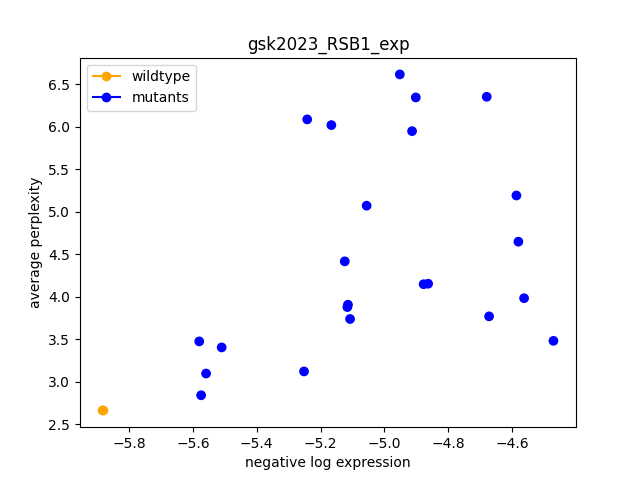 gsk2023_RSB1_exp
wildtype
mutants
average perplexity
6.5
6.0
5.5
5.0
4.5
4.0
3.5
3.0
2.5
−5.8 −5.6 −5.4 −5.2 −5.0 −4.8 −4.6
negative log expression